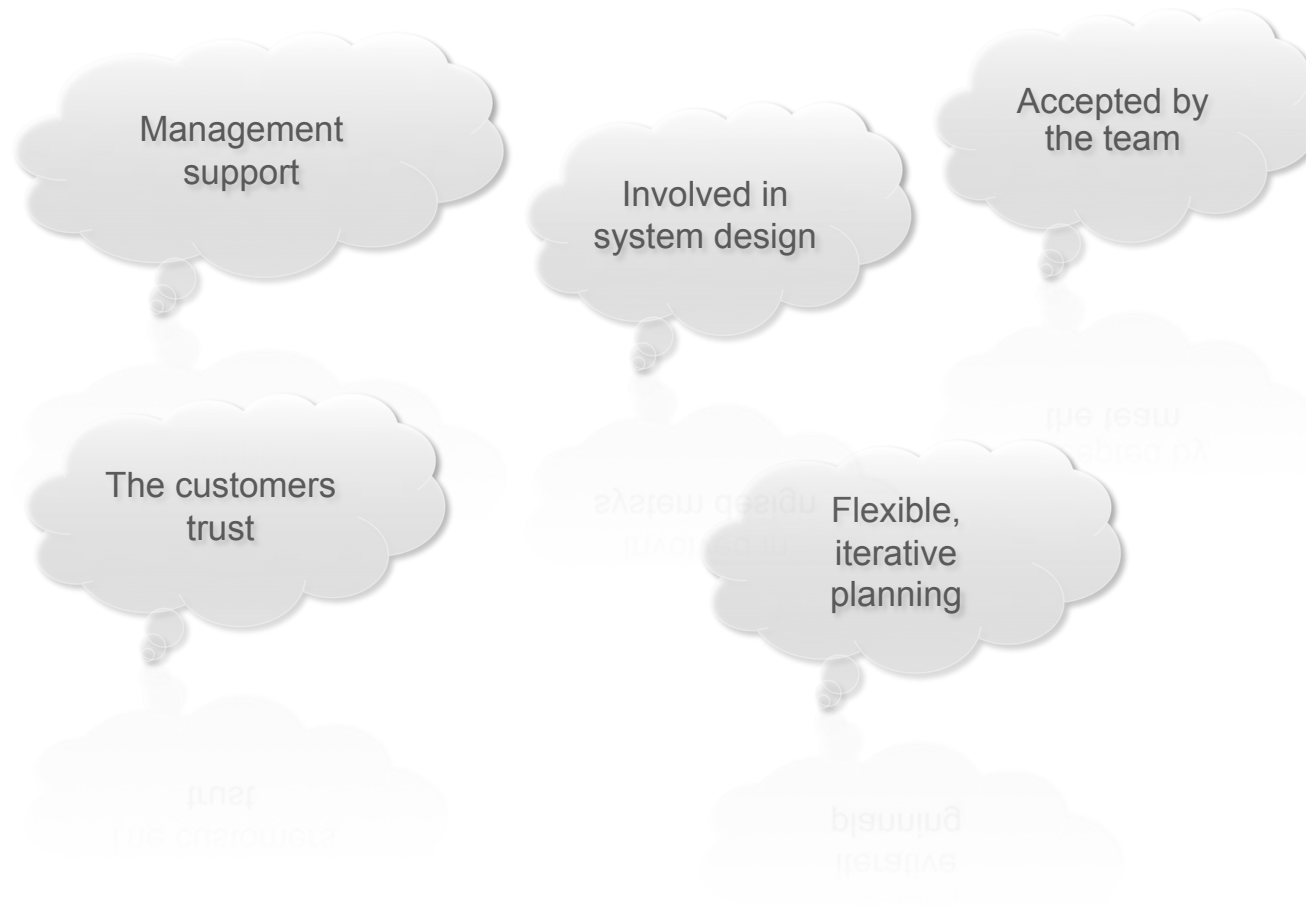 Management
support
Involved in
system design
Accepted by
the team
The customers
trust
Flexible,
iterative
planning